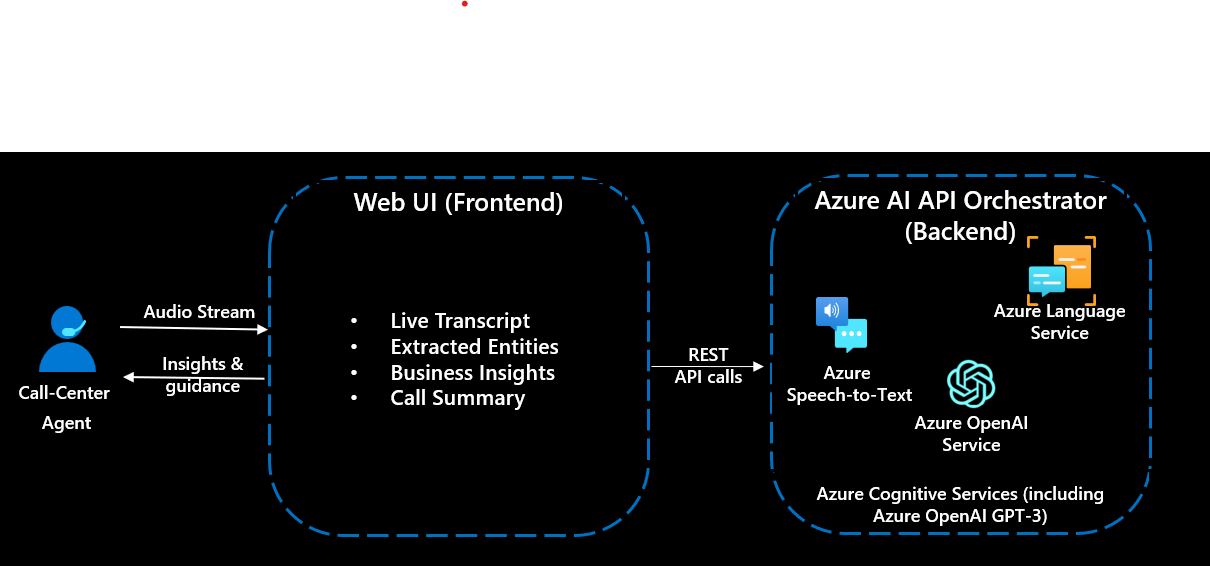 Web UI (Frontend)
Azure AI API Orchestrator
(Backend)
Audio Stream
Insights &
guidance
Call-Center
Agent
• Live Transcript
• Extracted Entities
• Business Insights
• Call Summary
REST
API calls
Azure Language
Service
Azure
Speech-to-Text
Azure OpenAI
Service
Azure Cognitive Services (including
Azure OpenAI GPT-3)